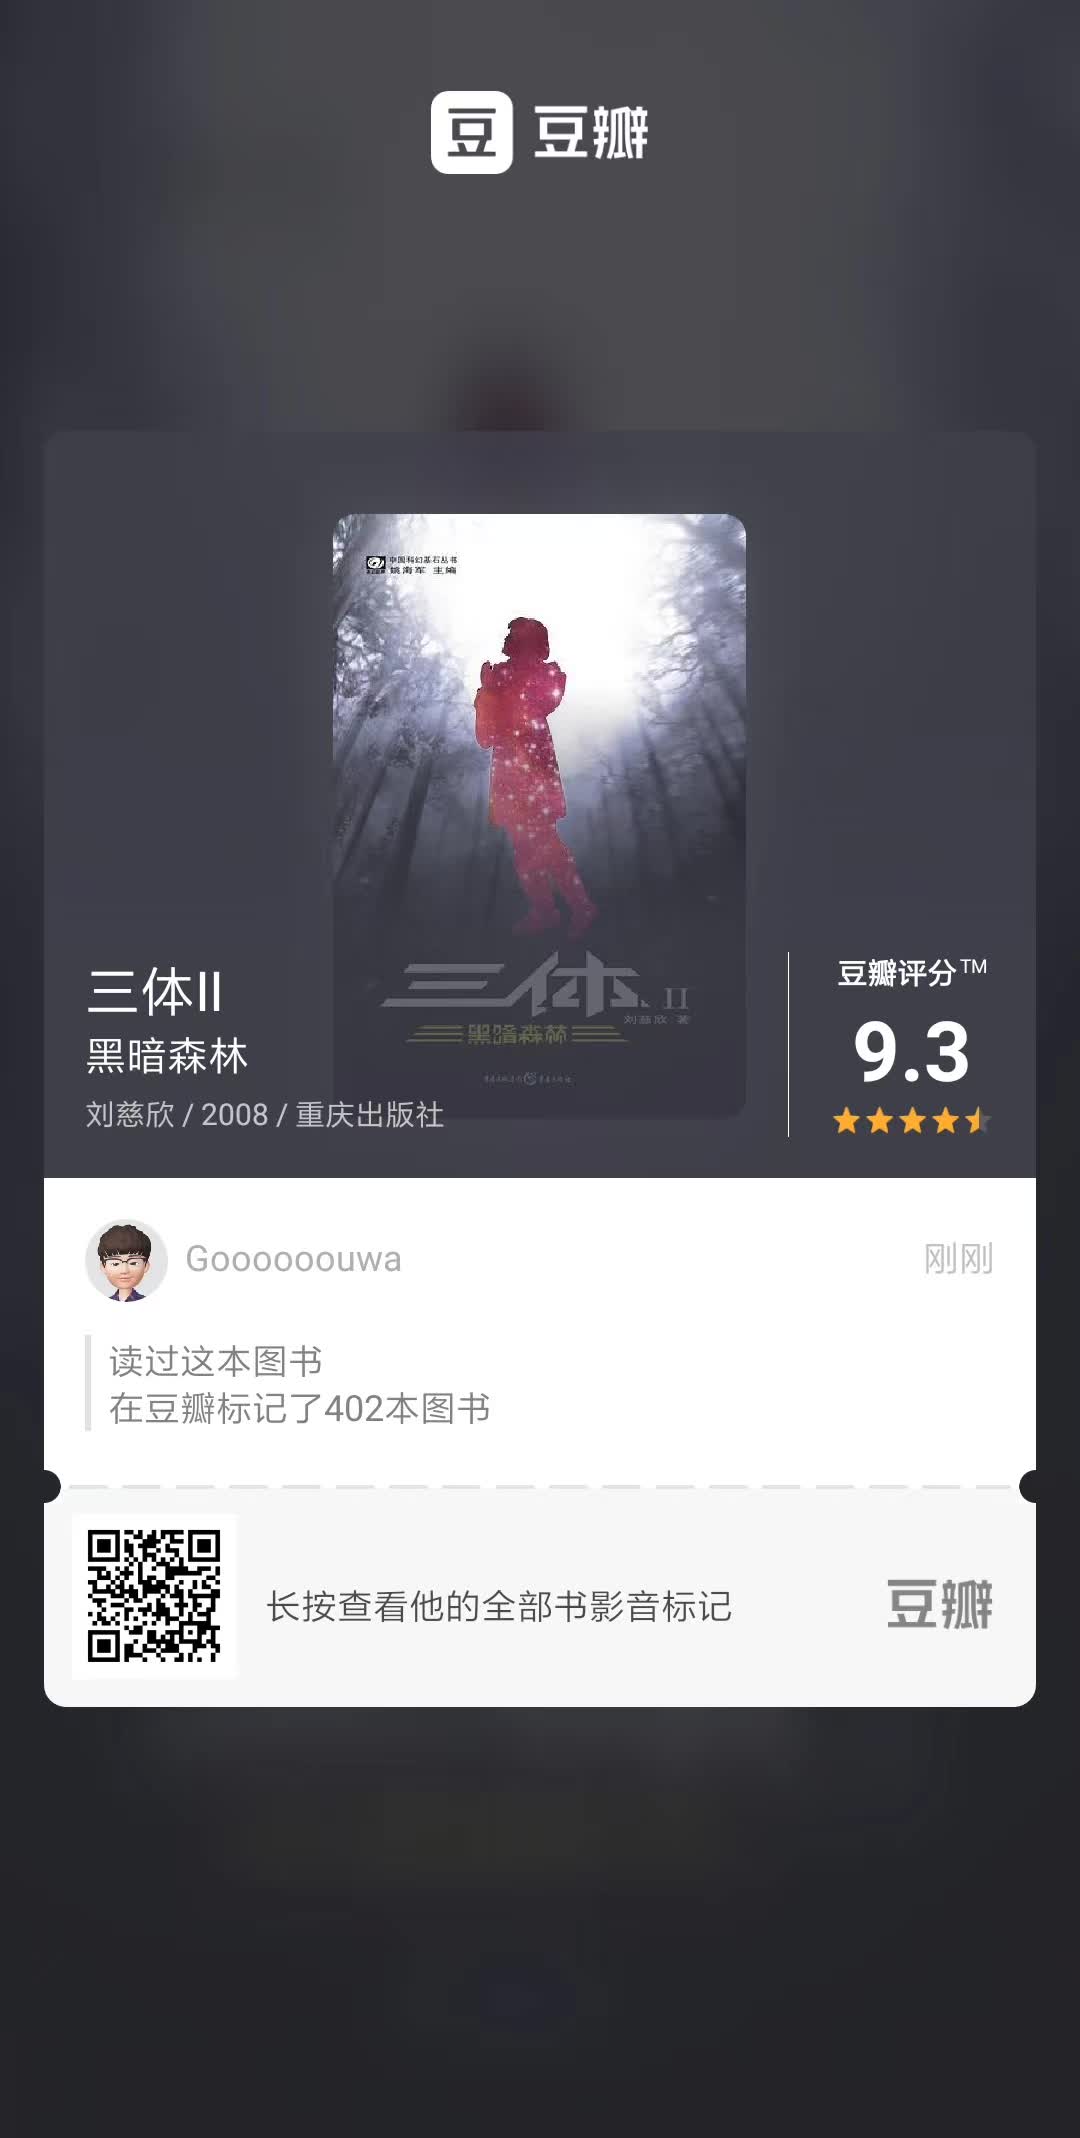 豆 豆瓣
中国科幻基石丛书
姚海军 主编
三体
II
刘慈欣 著
黑暗森林
三体II
黑暗森林
刘慈欣 / 2008 / 重庆出版社
豆瓣评分™
9.3
Goooooouwa
刚刚
读过这本图书
在豆瓣标记了402本图书
长按查看他的全部书影音标记
豆瓣